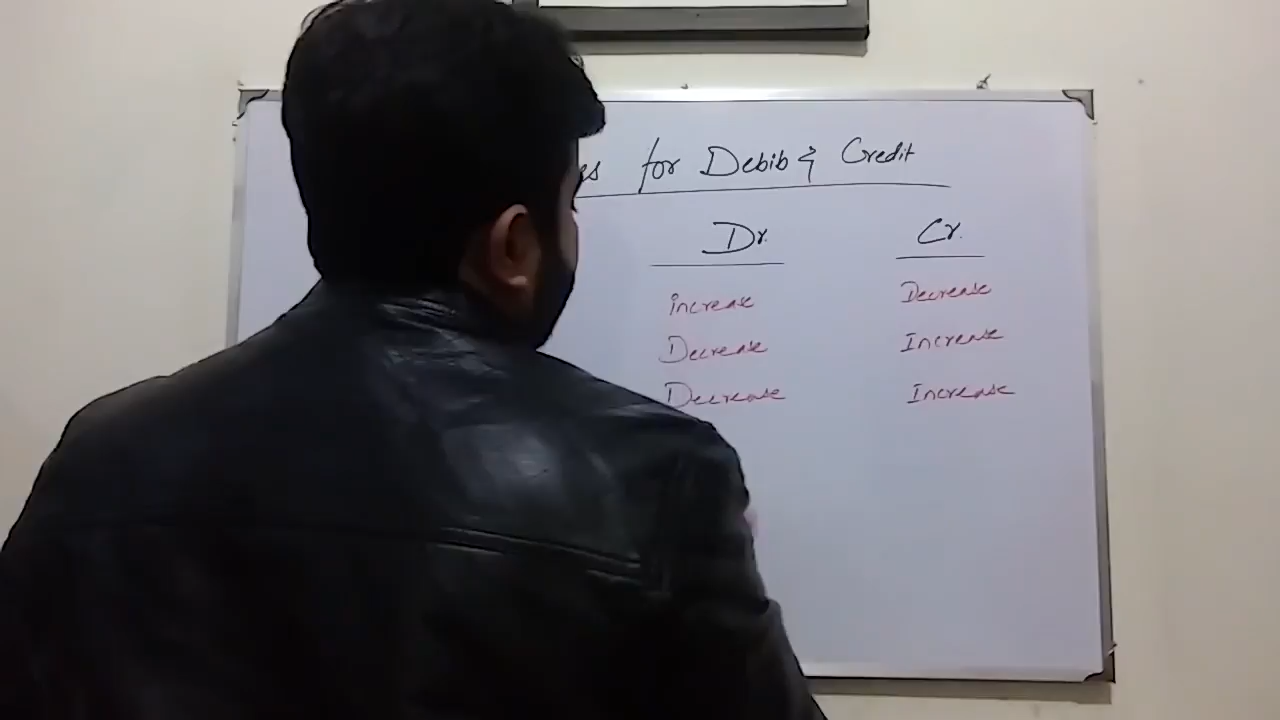 for Debib & Credit
Dr. Cr.
increase Decrease
Decrease Increase
Decrease Increase